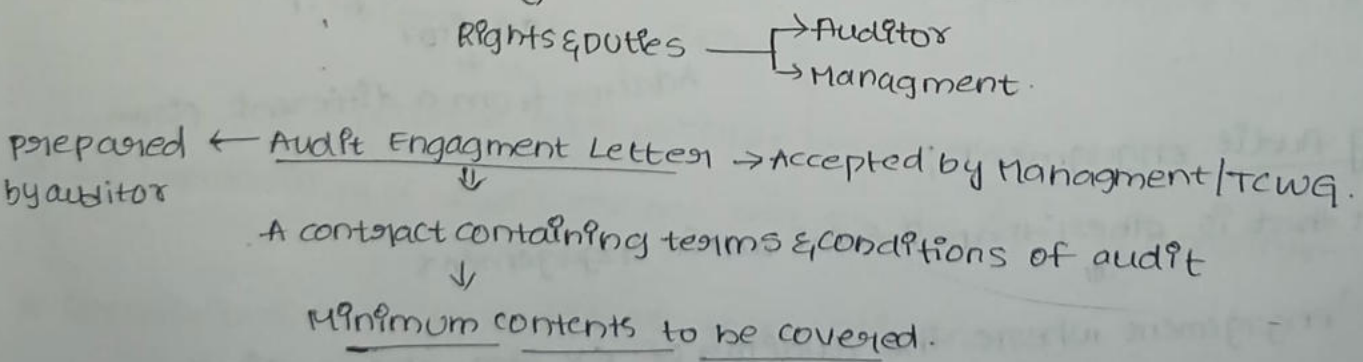 Rights & Duties → Auditor
→ Managment.
prepared ← Audit Engagment Letter → Accepted by Managment/TCWG.
by auditor
A contract containing terms & conditions of audit
Minimum contents to be covered.